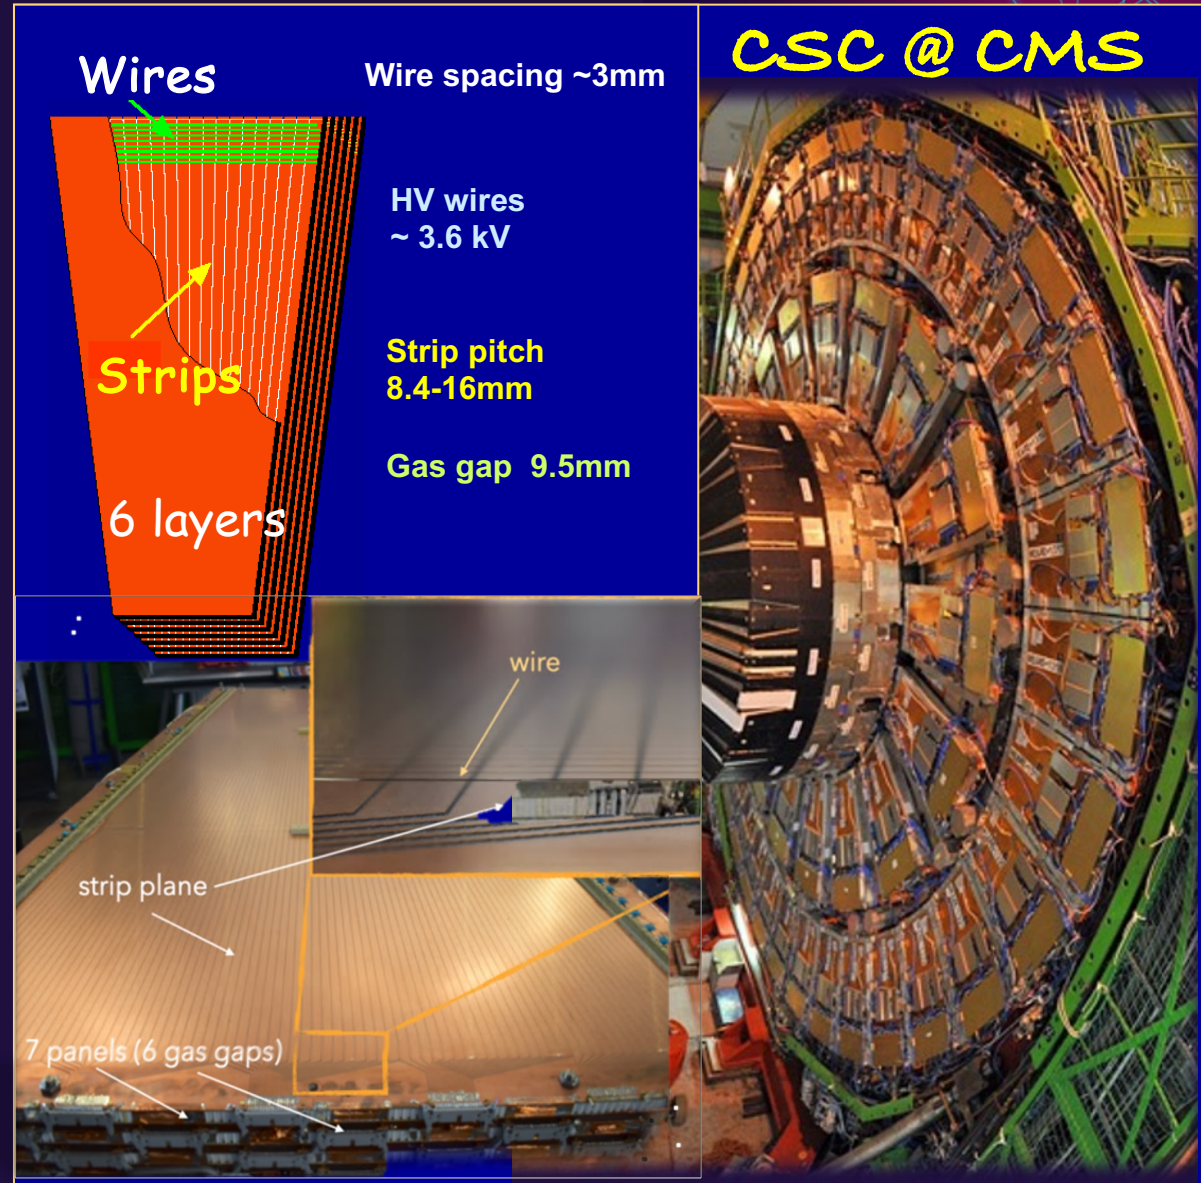 CSC @ CMS
Wires
Wire spacing ~3mm
HV wires
~ 3.6 kV
Strips
Strip pitch
8.4-16mm
Gas gap 9.5mm
6 layers
wire
strip plane
7 panels (6 gas gaps)